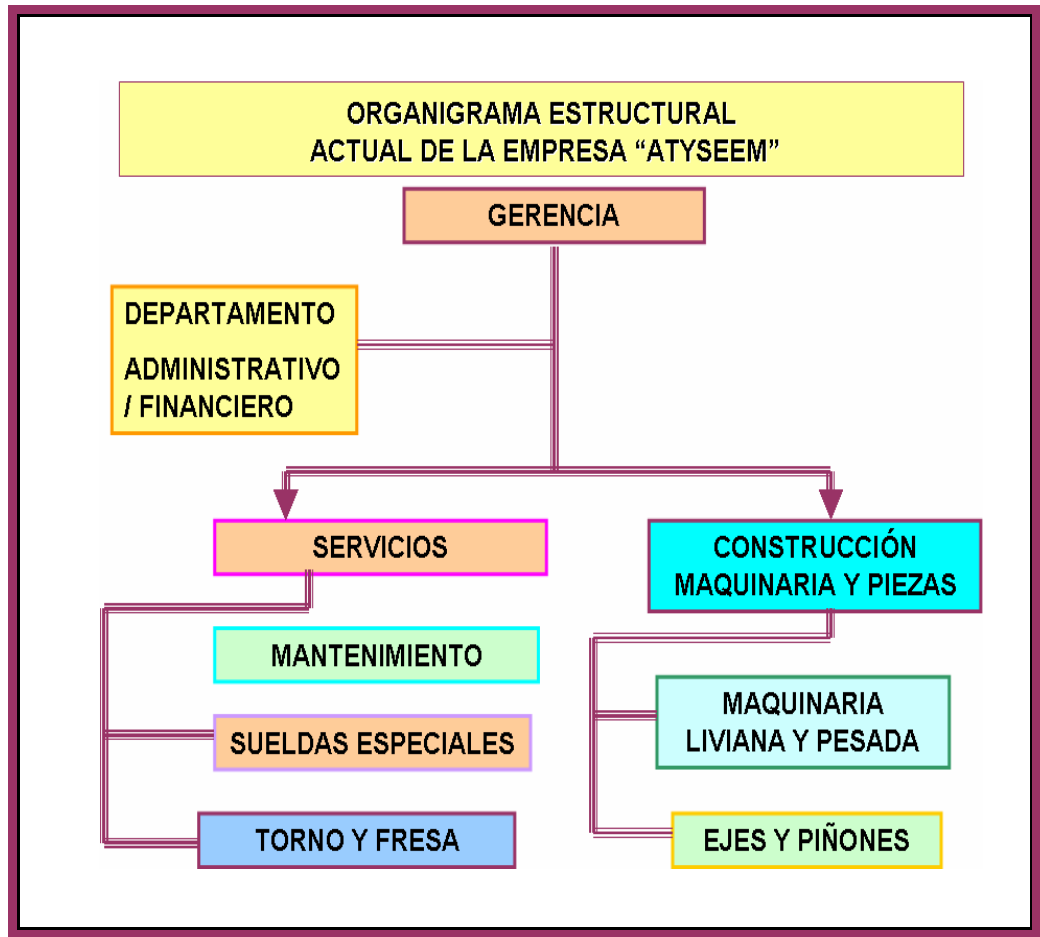 ORGANIGRAMA ESTRUCTURAL
ACTUAL DE LA EMPRESA “ATYSEEM”
GERENCIA
DEPARTAMENTO
ADMINISTRATIVO
/ FINANCIERO
SERVICIOS
MANTENIMIENTO
SUELDAS ESPECIALES
TORNO Y FRESA
CONSTRUCCIÓN
MAQUINARIA Y PIEZAS
MAQUINARIA
LIVIANA Y PESADA
EJES Y PIÑONES